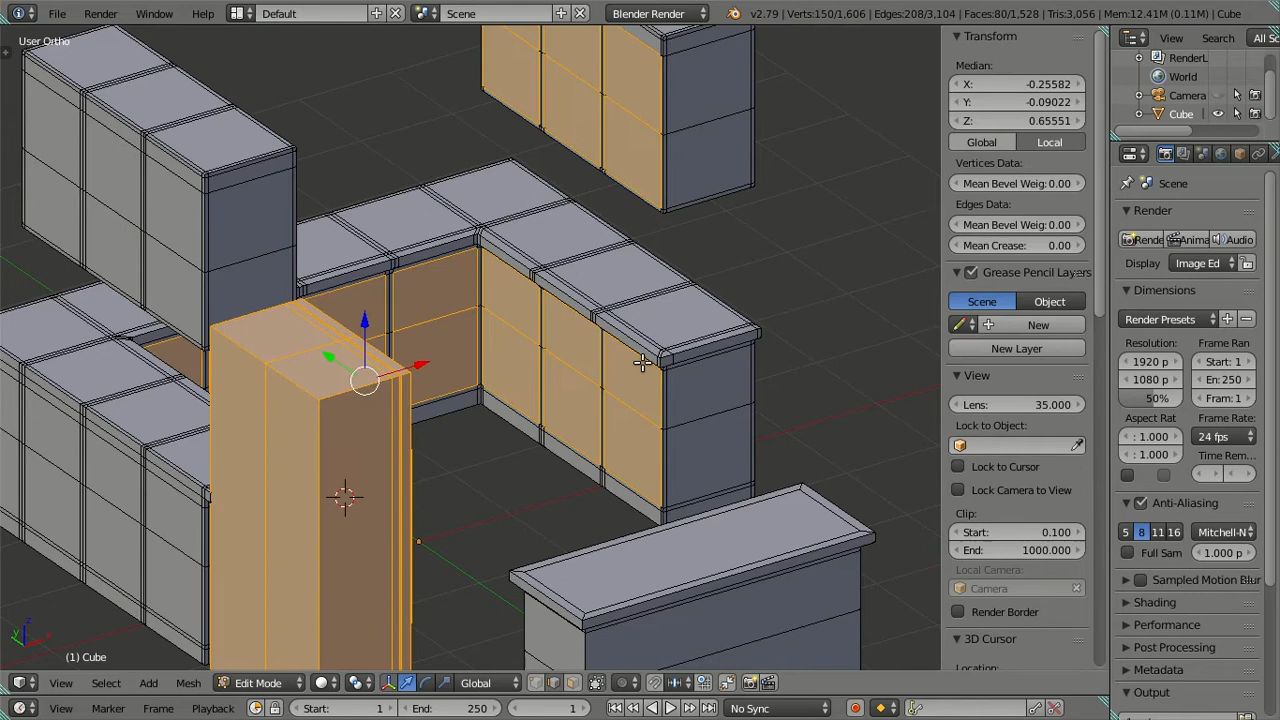 File Render Window Help Default Scene Blender Render v2.79 | Verts:150/1,606 | Edges:208/3,104 | Faces:80/1,528 | Tris:3,056 | Mem:12.41M (0.11M) | Cube
User Ortho
Transform
Median:
X: -0.25582
Y: -0.09022
Z: 0.65551
Global Local
Vertices Data:
Mean Bevel Weig: 0.00
Edges Data:
Mean Bevel Weig: 0.00
Mean Crease: 0.00
Grease Pencil Layers
Scene Object
New
New Layer
View
Lens: 35.000
Lock to Object:
Lock to Cursor
Lock Camera to View
Clip:
Start: 0.100
End: 1000.000
Local Camera:
Camera
Render Border
3D Cursor
Location:
View Search All Sc
RenderL
World
Camera
Cube
Scene
Render
Rende Anima Audio
Display Image Ed
Dimensions
Render Presets
Resolution: Frame Ran
1920 p Start: 1
1080 p En: 250
50% Fram: 1
Aspect Rat Frame Rate:
: 1.000 24 fps
: 1.000 Time Rem...
Anti-Aliasing
5 8 11 16 Mitchell-N
Full Sam 1.000 p
Sampled Motion Blur
Shading
Performance
Post Processing
Metadata
Output
z
y
x
(1) Cube
View Select Add Mesh Edit Mode Global
View Marker Frame Playback Start: 1 End: 250 1 No Sync